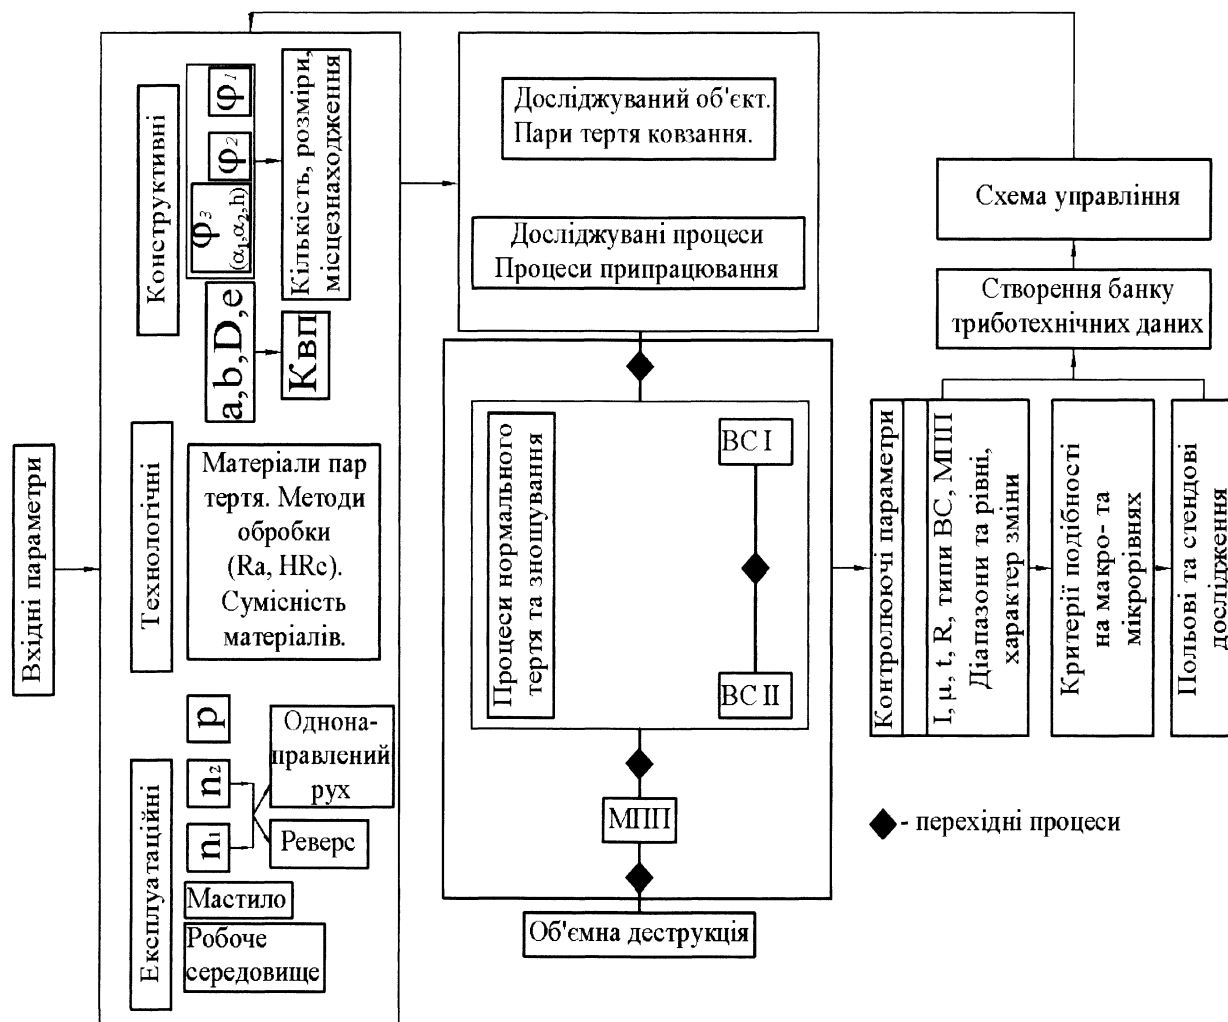 Вхідні параметри
Конструктивні
φ1
φ2
φ3
(α1,α2,h)
Кількість, розміри,
місцезнаходження
a,b,D,e
Квп
Технологічні
Матеріали пар
тертя. Методи
обробки
(Ra, HRc).
Сумісність
матеріалів.
Експлуатаційні
p
n2
n1
Однона-
правлений
рух
Реверс
Мастило
Робоче
середовище
Досліджуваний об'єкт.
Пари тертя ковзання.
Досліджувані процеси
Процеси припрацювання
Процеси нормального
тертя та зношування
ВС I
ВС II
МПП
Об'ємна деструкція
Схема управління
Створення банку
триботехнічних даних
Контролюючі параметри
I, μ, t, R, типи ВС, МПП
Діапазони та рівні,
характер зміни
Критерії подібності
на макро- та
мікрорівнях
Польові та стендові
дослідження
- перехідні процеси